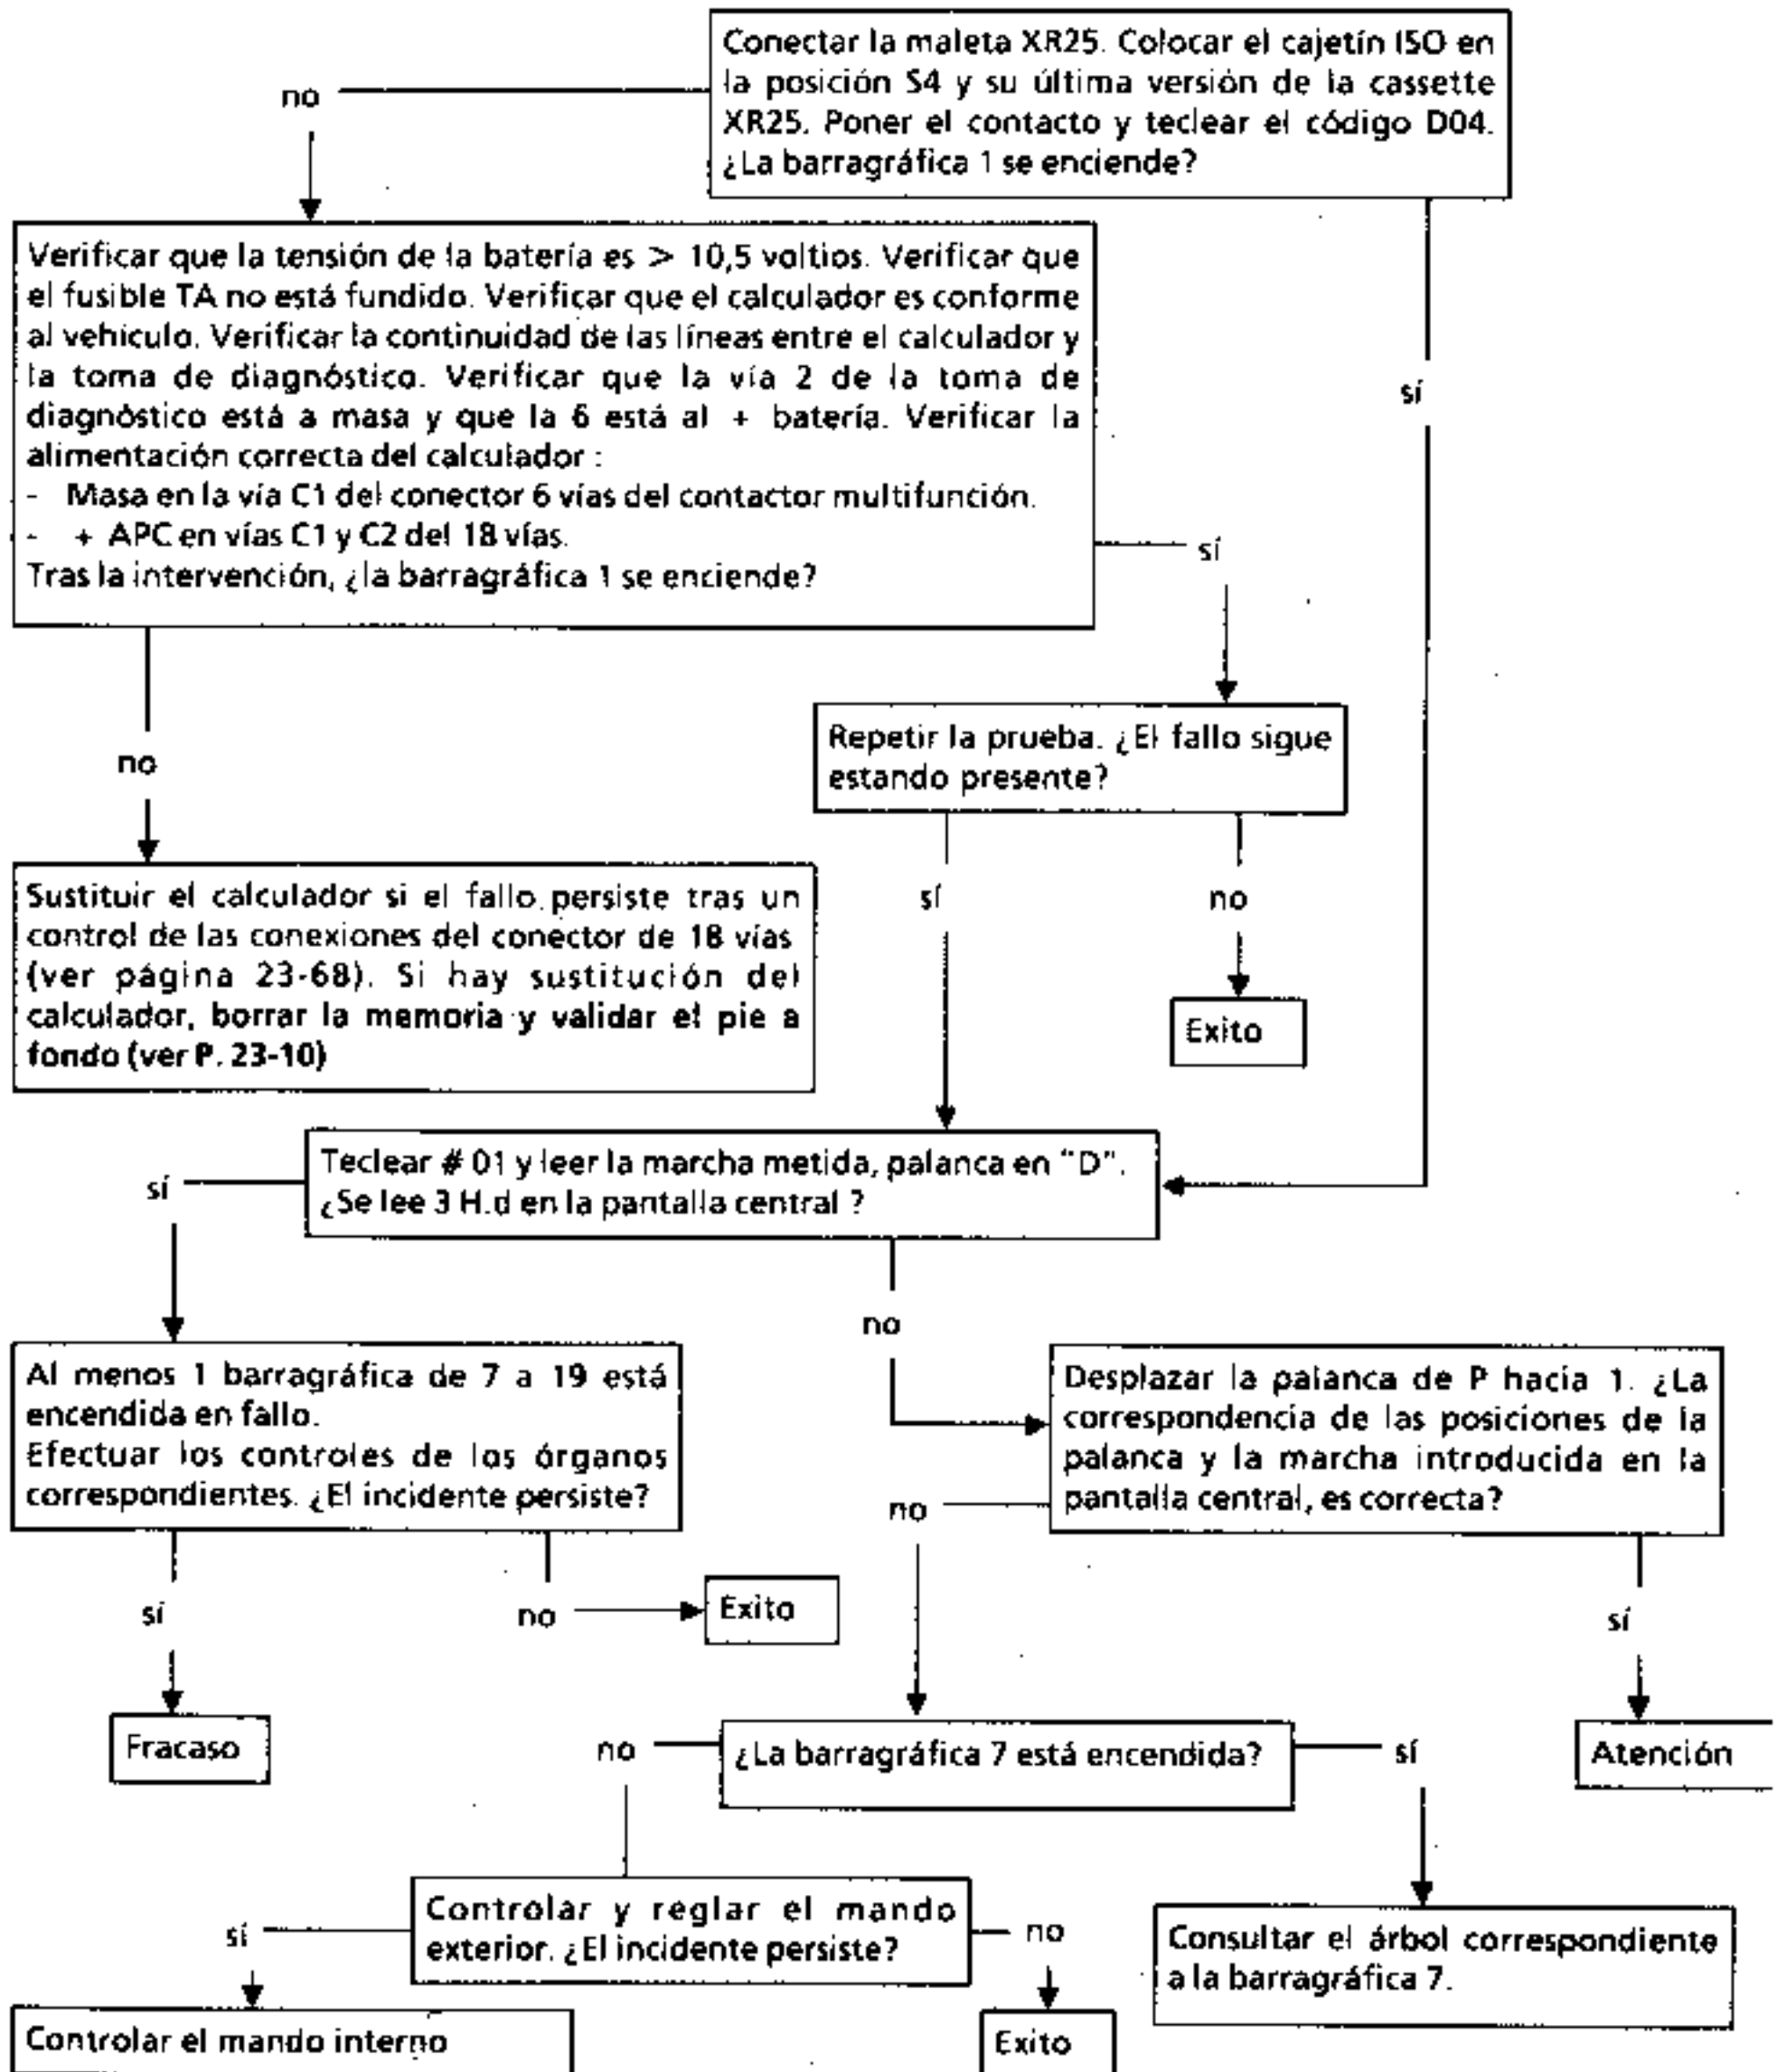 Conectar la maleta XR25. Colocar el cajetín ISO en
la posición S4 y su última versión de la cassette
XR25. Poner el contacto y teclear el código D04.
¿La barragráfica 1 se enciende?
no
Verificar que la tensión de la batería es > 10,5 voltios. Verificar que
el fusible TA no está fundido. Verificar que el calculador es conforme
al vehículo. Verificar la continuidad de las líneas entre el calculador y
la toma de diagnóstico. Verificar que la vía 2 de la toma de
diagnóstico está a masa y que la 6 está al + batería. Verificar la
alimentación correcta del calculador :
- Masa en la vía C1 del conector 6 vías del contactor multifunción.
- + APC en vías C1 y C2 del 18 vías.
Tras la intervención, ¿la barragráfica 1 se enciende?
sí
sí
no
Repetir la prueba. ¿El fallo sigue
estando presente?
Sustituir el calculador si el fallo persiste tras un
control de las conexiones del conector de 18 vías
(ver página 23-68). Si hay sustitución del
calculador, borrar la memoria y validar el pie a
fondo (ver P. 23-10)
sí
no
Exito
Teclear # 01 y leer la marcha metida, palanca en "D".
¿Se lee 3 H.d en la pantalla central ?
sí
no
Al menos 1 barragráfica de 7 a 19 está
encendida en fallo.
Efectuar los controles de los órganos
correspondientes. ¿El incidente persiste?
Desplazar la palanca de P hacia 1. ¿La
correspondencia de las posiciones de la
palanca y la marcha introducida en la
pantalla central, es correcta?
no
sí
no
Exito
sí
Fracaso
no
¿La barragráfica 7 está encendida?
sí
Atención
Controlar y reglar el mando
exterior. ¿El incidente persiste?
sí
no
Consultar el árbol correspondiente
a la barragráfica 7.
Controlar el mando interno
Exito